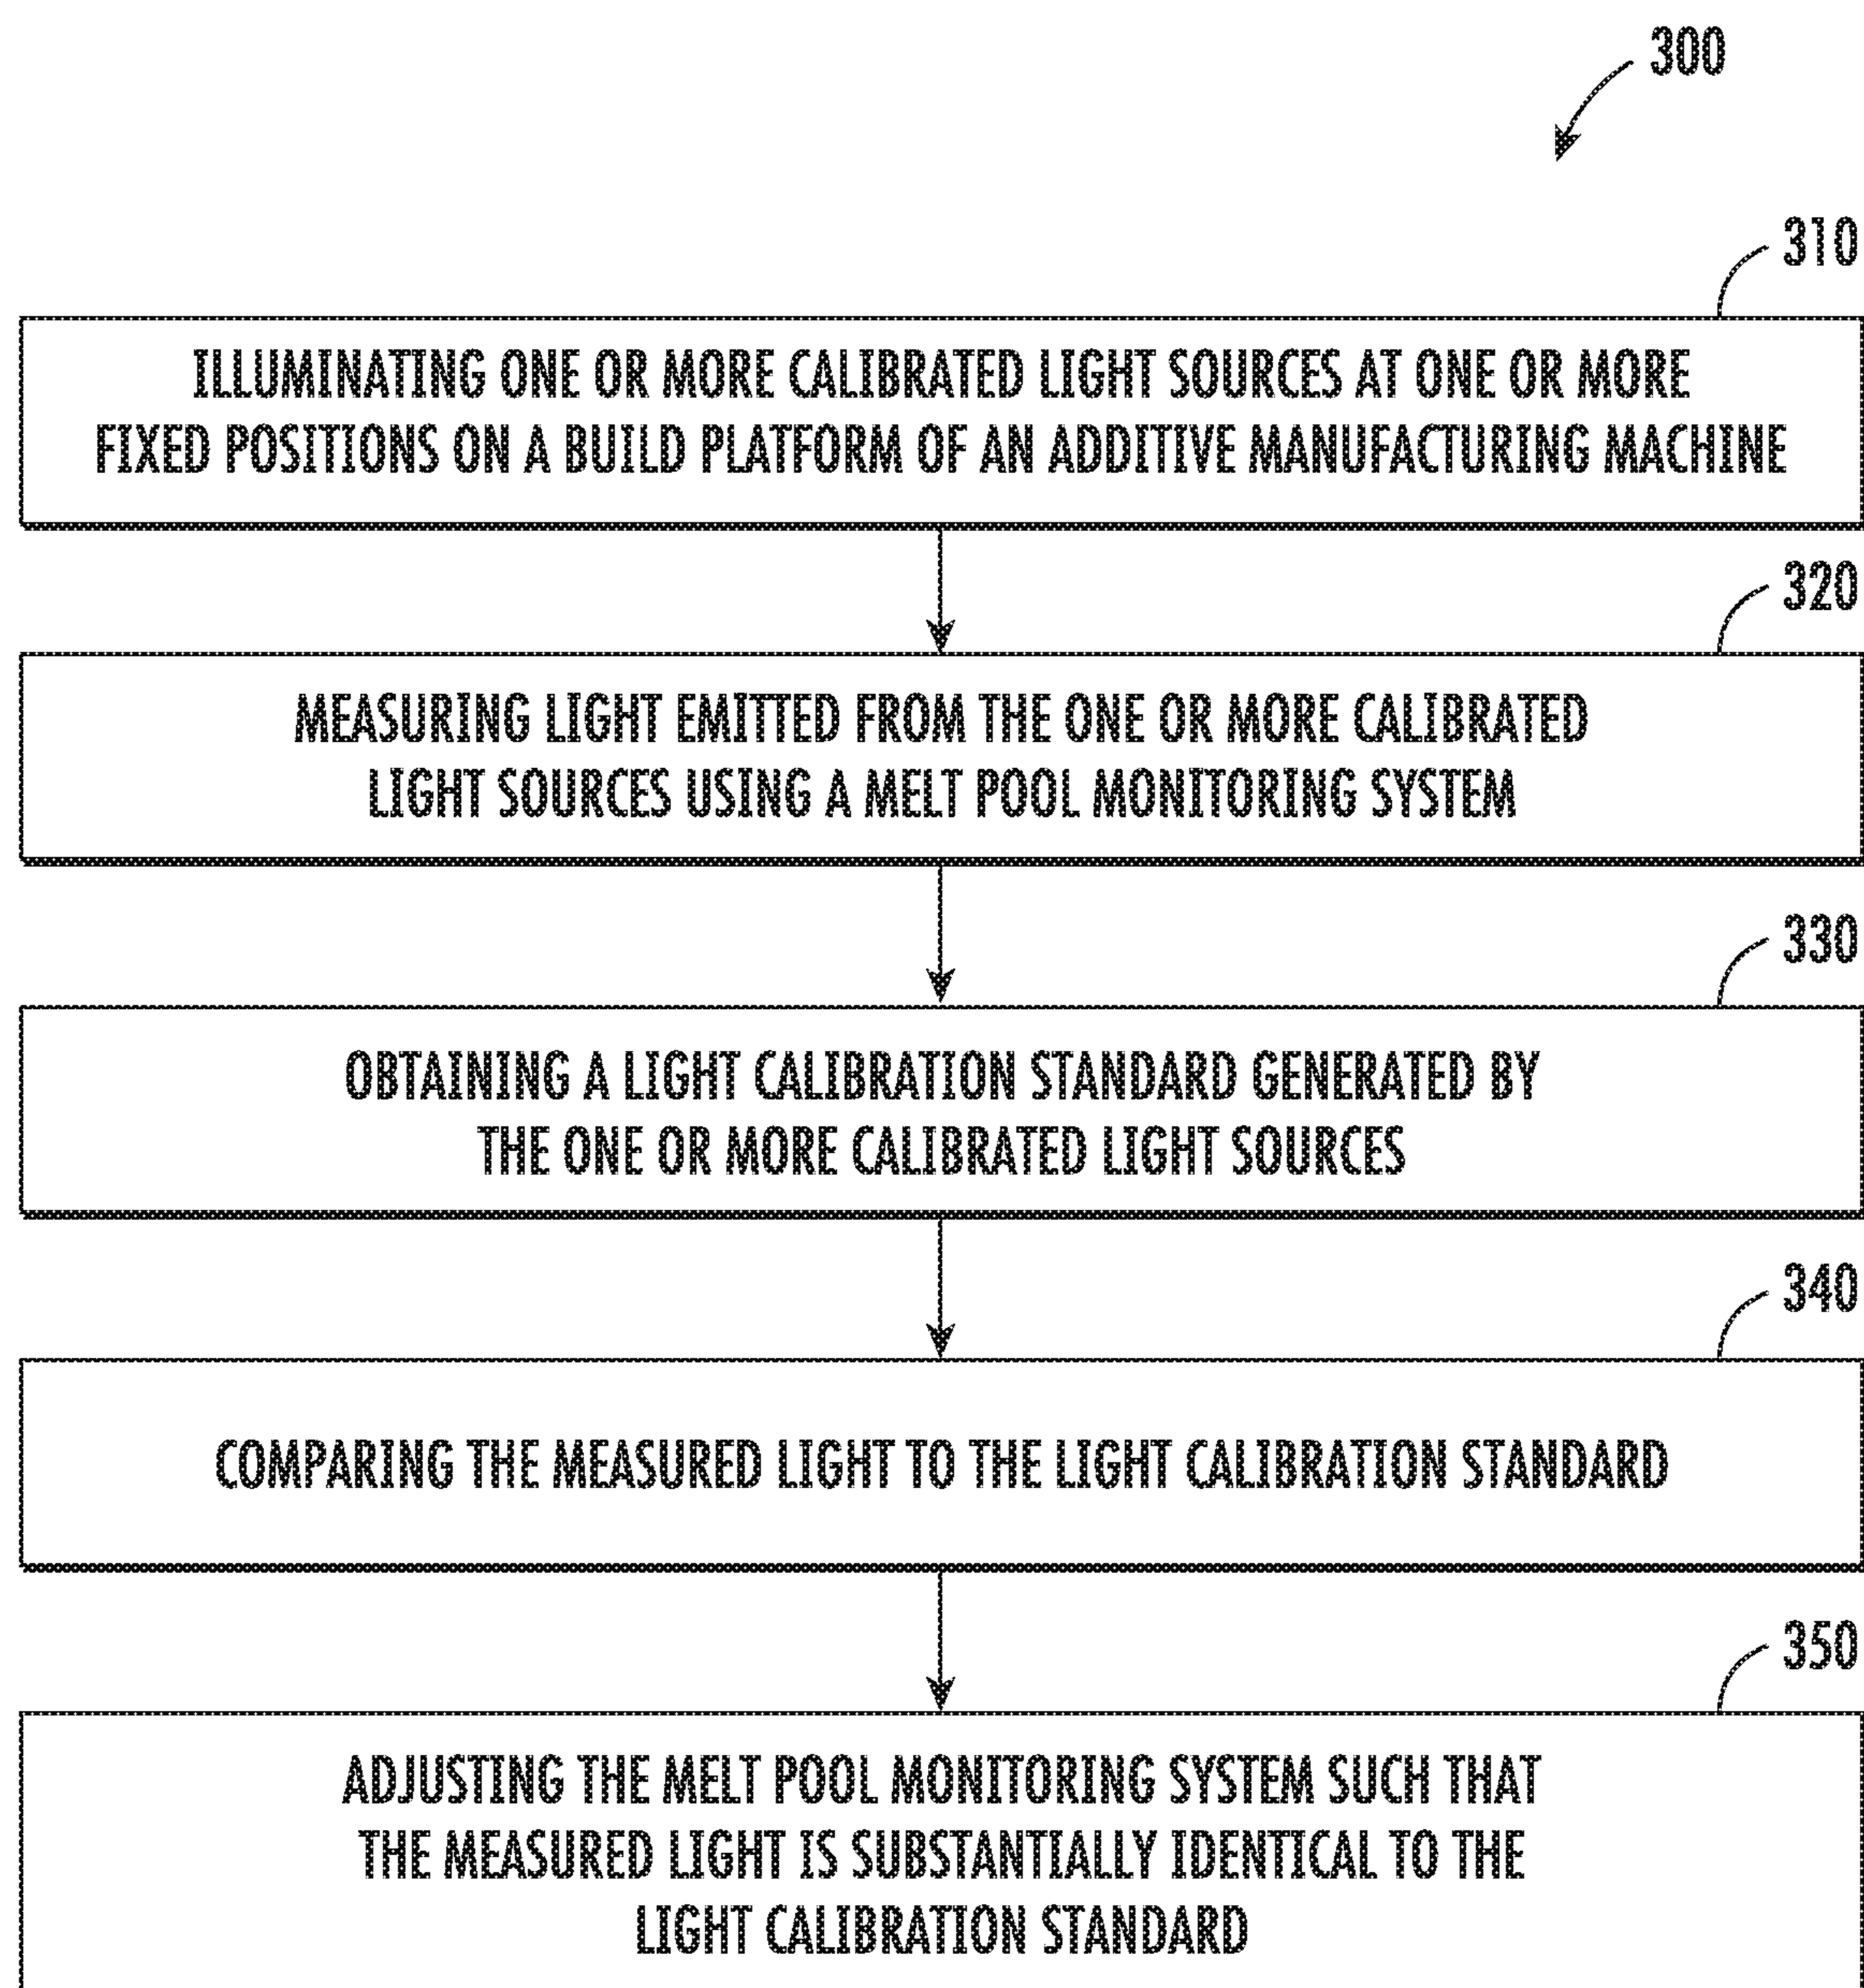 300
310
ILLUMINATING ONE OR MORE CALIBRATED LIGHT SOURCES AT ONE OR MORE
FIXED POSITIONS ON A BUILD PLATFORM OF AN ADDITIVE MANUFACTURING MACHINE
320
MEASURING LIGHT EMITTED FROM THE ONE OR MORE CALIBRATED
LIGHT SOURCES USING A MELT POOL MONITORING SYSTEM
330
OBTAINING A LIGHT CALIBRATION STANDARD GENERATED BY
THE ONE OR MORE CALIBRATED LIGHT SOURCES
340
COMPARING THE MEASURED LIGHT TO THE LIGHT CALIBRATION STANDARD
350
ADJUSTING THE MELT POOL MONITORING SYSTEM SUCH THAT
THE MEASURED LIGHT IS SUBSTANTIALLY IDENTICAL TO THE
LIGHT CALIBRATION STANDARD